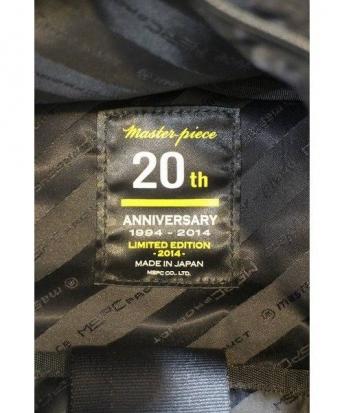 master-piece
20th
ANNIVERSARY
1994 - 2014
LIMITED EDITION
- 2014 -
MADE IN JAPAN
MSPC CO., LTD.